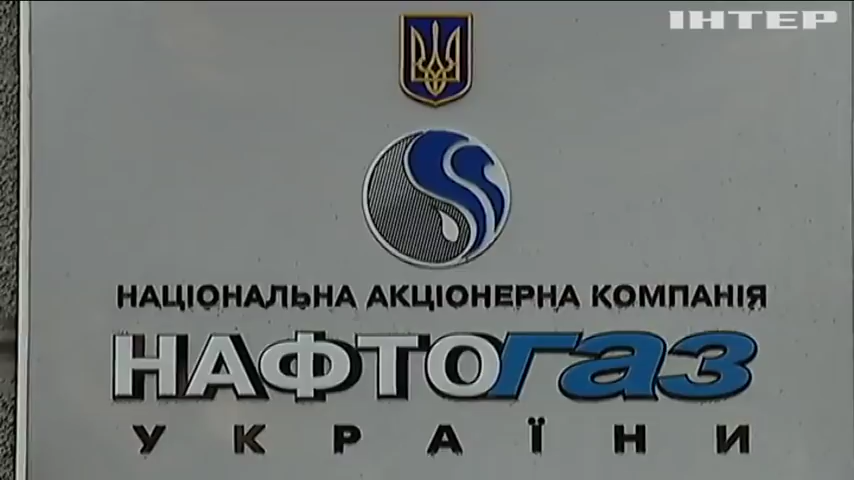 ІНТЕР
НАЦІОНАЛЬНА АКЦІОНЕРНА КОМПАНІЯ
НАФТОГАЗ
УКРАЇНИ